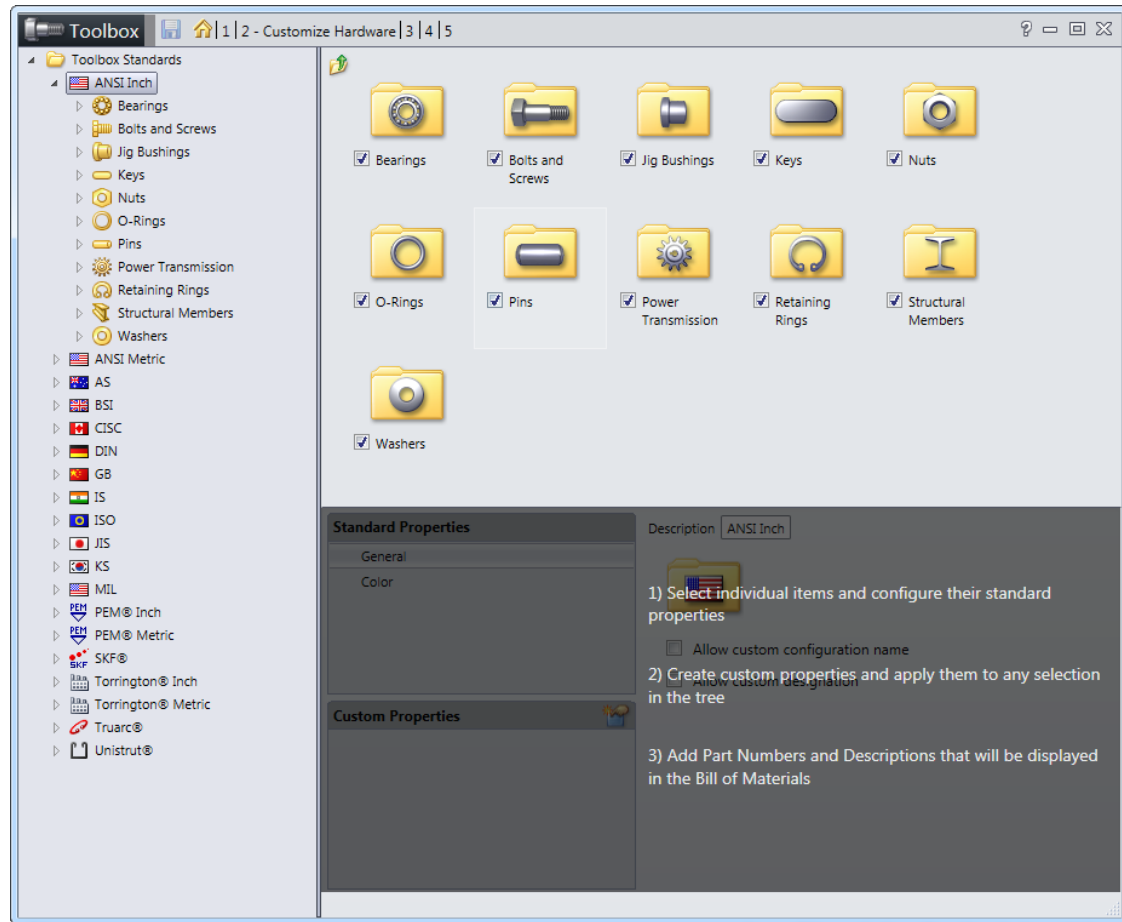 Toolbox
1 | 2 - Customize Hardware | 3 | 4 | 5
Toolbox Standards
ANSI Inch
Bearings
Bolts and Screws
Jig Bushings
Keys
Nuts
O-Rings
Pins
Power Transmission
Retaining Rings
Structural Members
Washers
ANSI Metric
AS
BSI
CISC
DIN
GB
IS
ISO
JIS
KS
MIL
PEM® Inch
PEM® Metric
SKF®
Torrington® Inch
Torrington® Metric
Truarc®
Unistrut®
PEM
PEM
SKF
Bearings
Bolts and
Screws
Jig Bushings
Keys
Nuts
O-Rings
Pins
Power
Transmission
Retaining
Rings
Structural
Members
Washers
Standard Properties
General
Color
Custom Properties
Description ANSI Inch
1) Select individual items and configure their standard
properties
Allow custom configuration name
2) Create custom properties and apply them to any selection
Allow custom designation
in the tree
3) Add Part Numbers and Descriptions that will be displayed
in the Bill of Materials